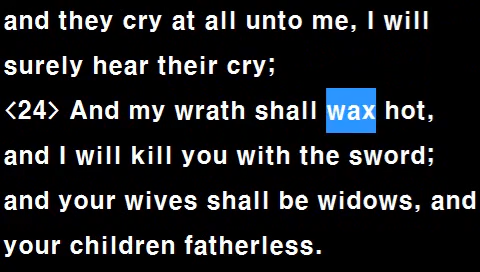 and they cry at all unto me, I will
surely hear their cry;
<24> And my wrath shall wax hot,
and I will kill you with the sword;
and your wives shall be widows, and
your children fatherless.